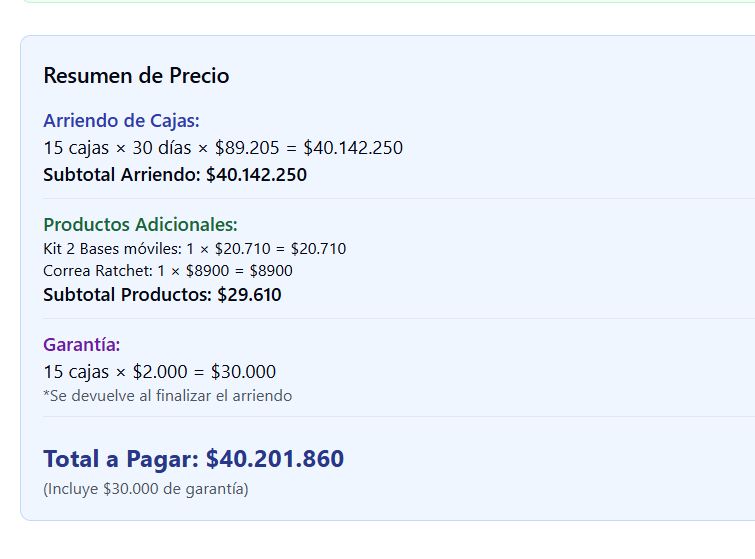 Resumen de Precio
Arriendo de Cajas:
15 cajas × 30 días × $89.205 = $40.142.250
Subtotal Arriendo: $40.142.250
Productos Adicionales:
Kit 2 Bases móviles: 1 × $20.710 = $20.710
Correa Ratchet: 1 × $8900 = $8900
Subtotal Productos: $29.610
Garantía:
15 cajas × $2.000 = $30.000
*Se devuelve al finalizar el arriendo
Total a Pagar: $40.201.860
(Incluye $30.000 de garantía)